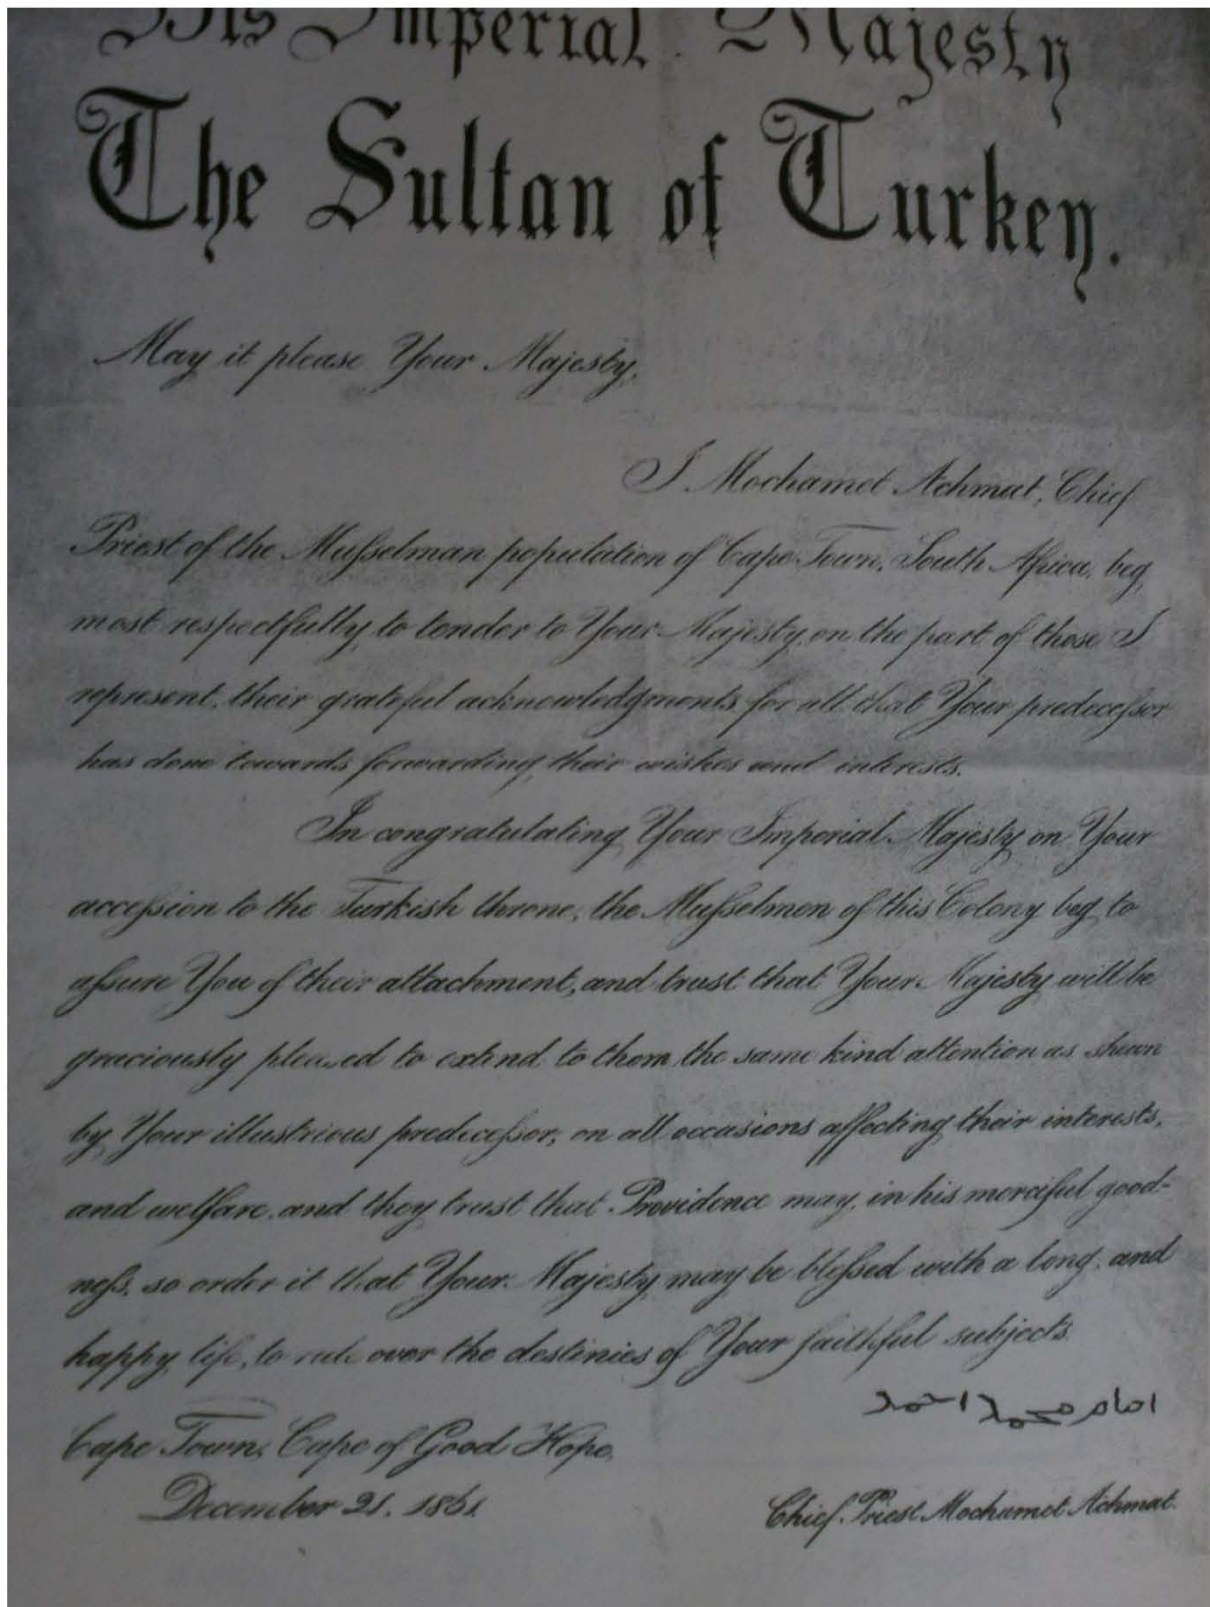 His Imperial Majesty
The Sultan of Turkey.
May it please Your Majesty,
I Mochamet Achmat, Chief
Priest of the Musselman population of Cape Town, South Africa, beg
most respectfully to tender to Your Majesty, on the part of those I
represent, their grateful acknowledgments for all that Your predecessor
has done towards forwarding their wishes and interests.
In congratulating Your Imperial Majesty on Your
accession to the Turkish throne, the Musselmen of this Colony beg to
assure You of their attachment, and trust that Your Majesty will be
graciously pleased to extend to them the same kind attention as shewn
by Your illustrious predecessor, on all occasions affecting their interests,
and welfare, and they trust that Providence may, in his merciful good-
ness, so order it that Your Majesty may be blessed with a long, and
happy life, to rule over the destinies of Your faithful subjects.
امام محمد احمد
Cape Town, Cape of Good Hope,
December 21. 1861
Chief Priest Mochamet Achmat.